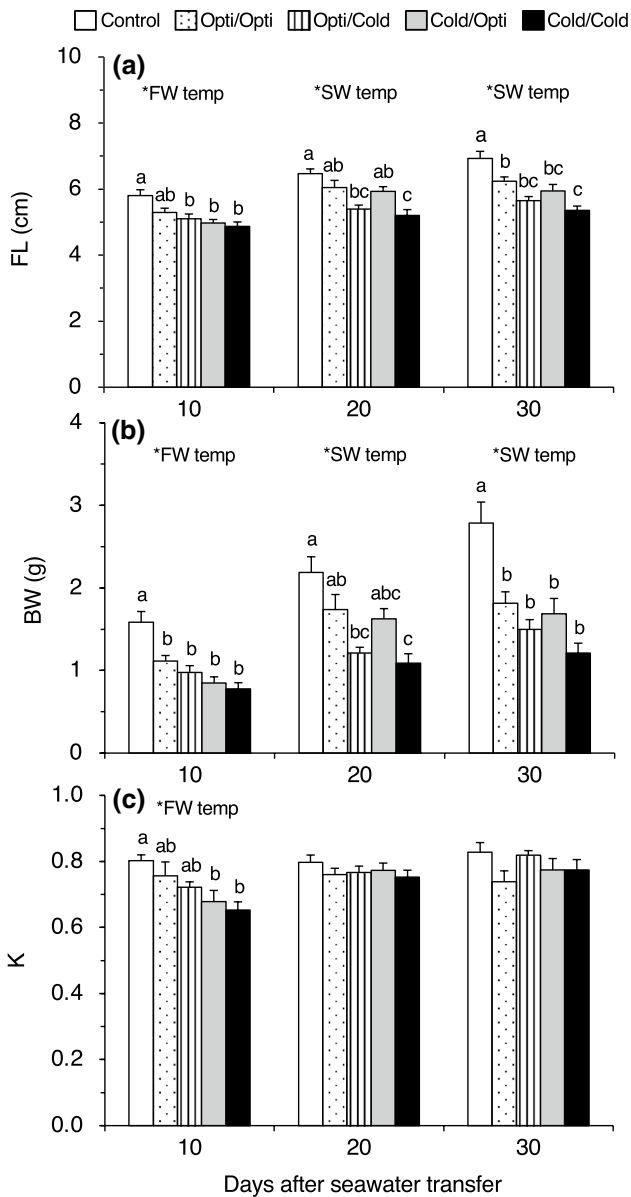 Control Opti/Opti Opti/Cold Cold/Opti Cold/Cold
(a)
*FW temp *SW temp *SW temp
a ab b b b
a ab bc ab c
a b bc bc c
FL (cm)
10
8
6
4
2
0
10 20 30
(b)
*FW temp *SW temp *SW temp
a b b b b
a ab bc abc c
a b b b b
BW (g)
4
3
2
1
0
10 20 30
(c)
*FW temp
a ab ab b b
K
1.0
0.8
0.6
0.4
0.2
0.0
10 20 30
Days after seawater transfer